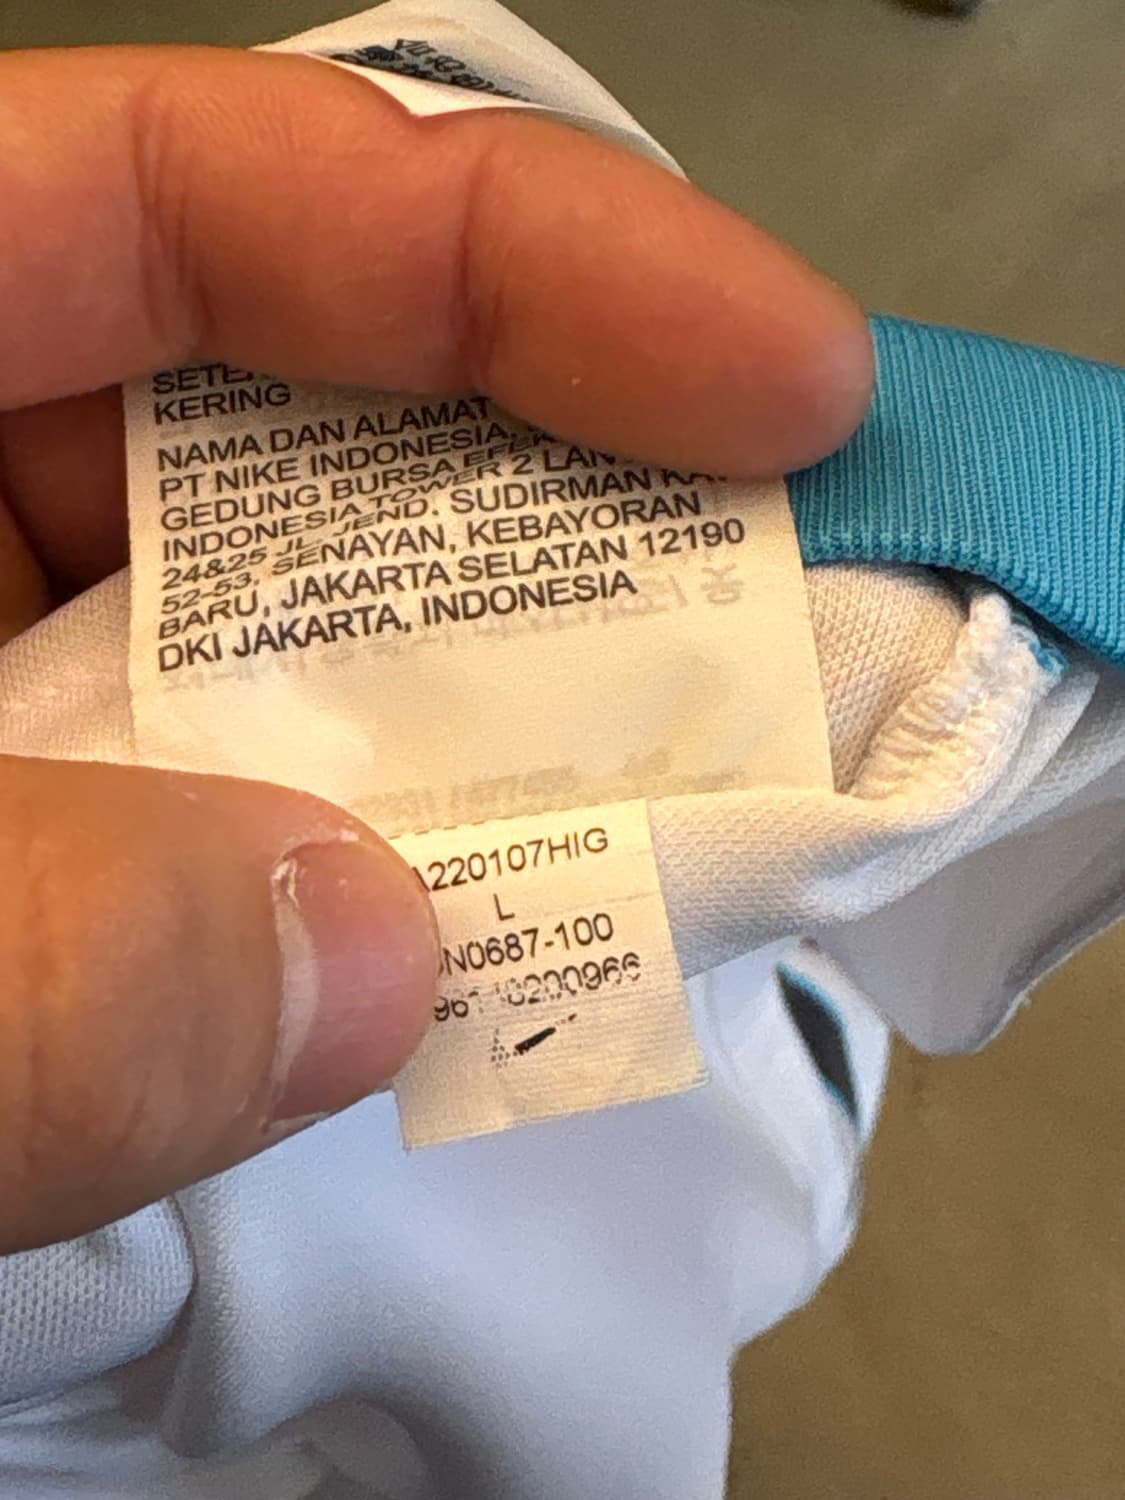 KERING
NAMA DAN ALAMAT
PT NIKE INDONESIA,
GEDUNG BURSA
INDONESIA TOWER 2
24&25 JL. JEND. SUDIRMAN
52-53, SENAYAN, KEBAYORAN
BARU, JAKARTA SELATAN 12190
DKI JAKARTA, INDONESIA
A220107HIG
L
N0687-100